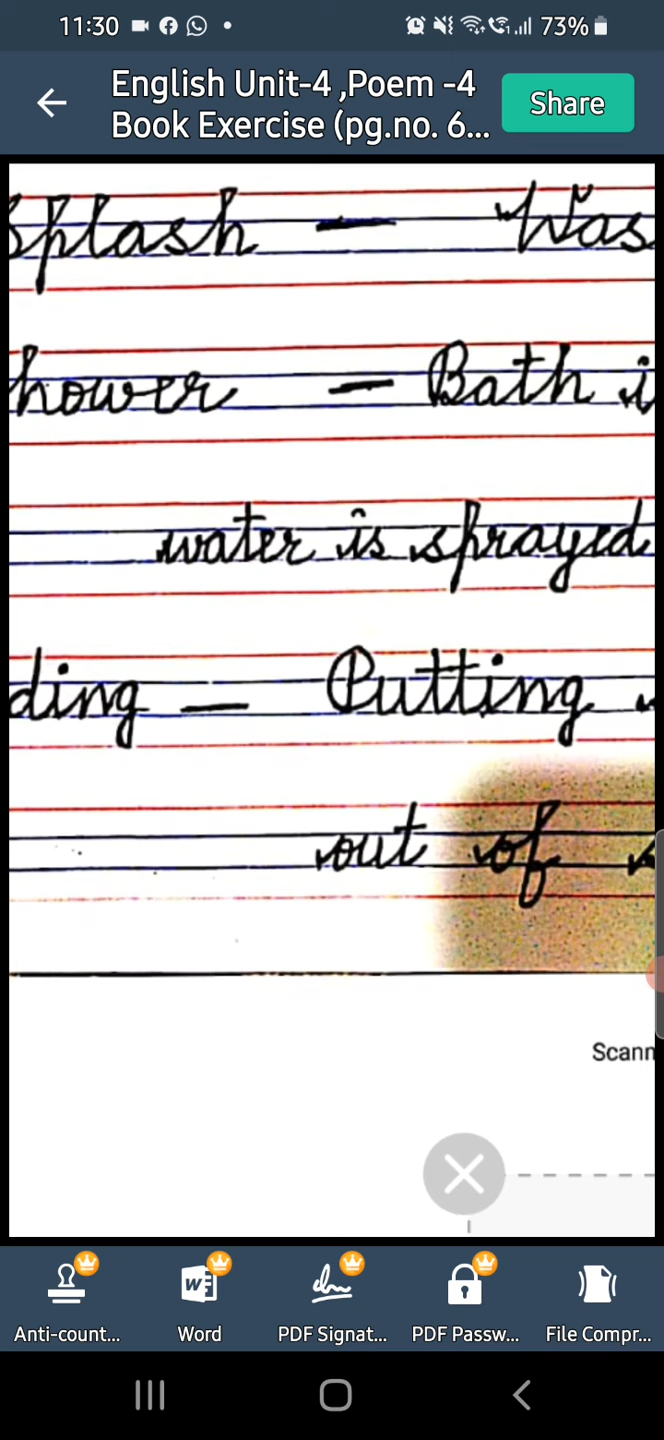 11:30 73%
English Unit-4 ,Poem -4
Book Exercise (pg.no. 6...
Share
Splash — Was
hower — Bath i
water is sprayed
ding — Putting
out of
Scann
Anti-count... Word PDF Signat... PDF Passw... File Compr...